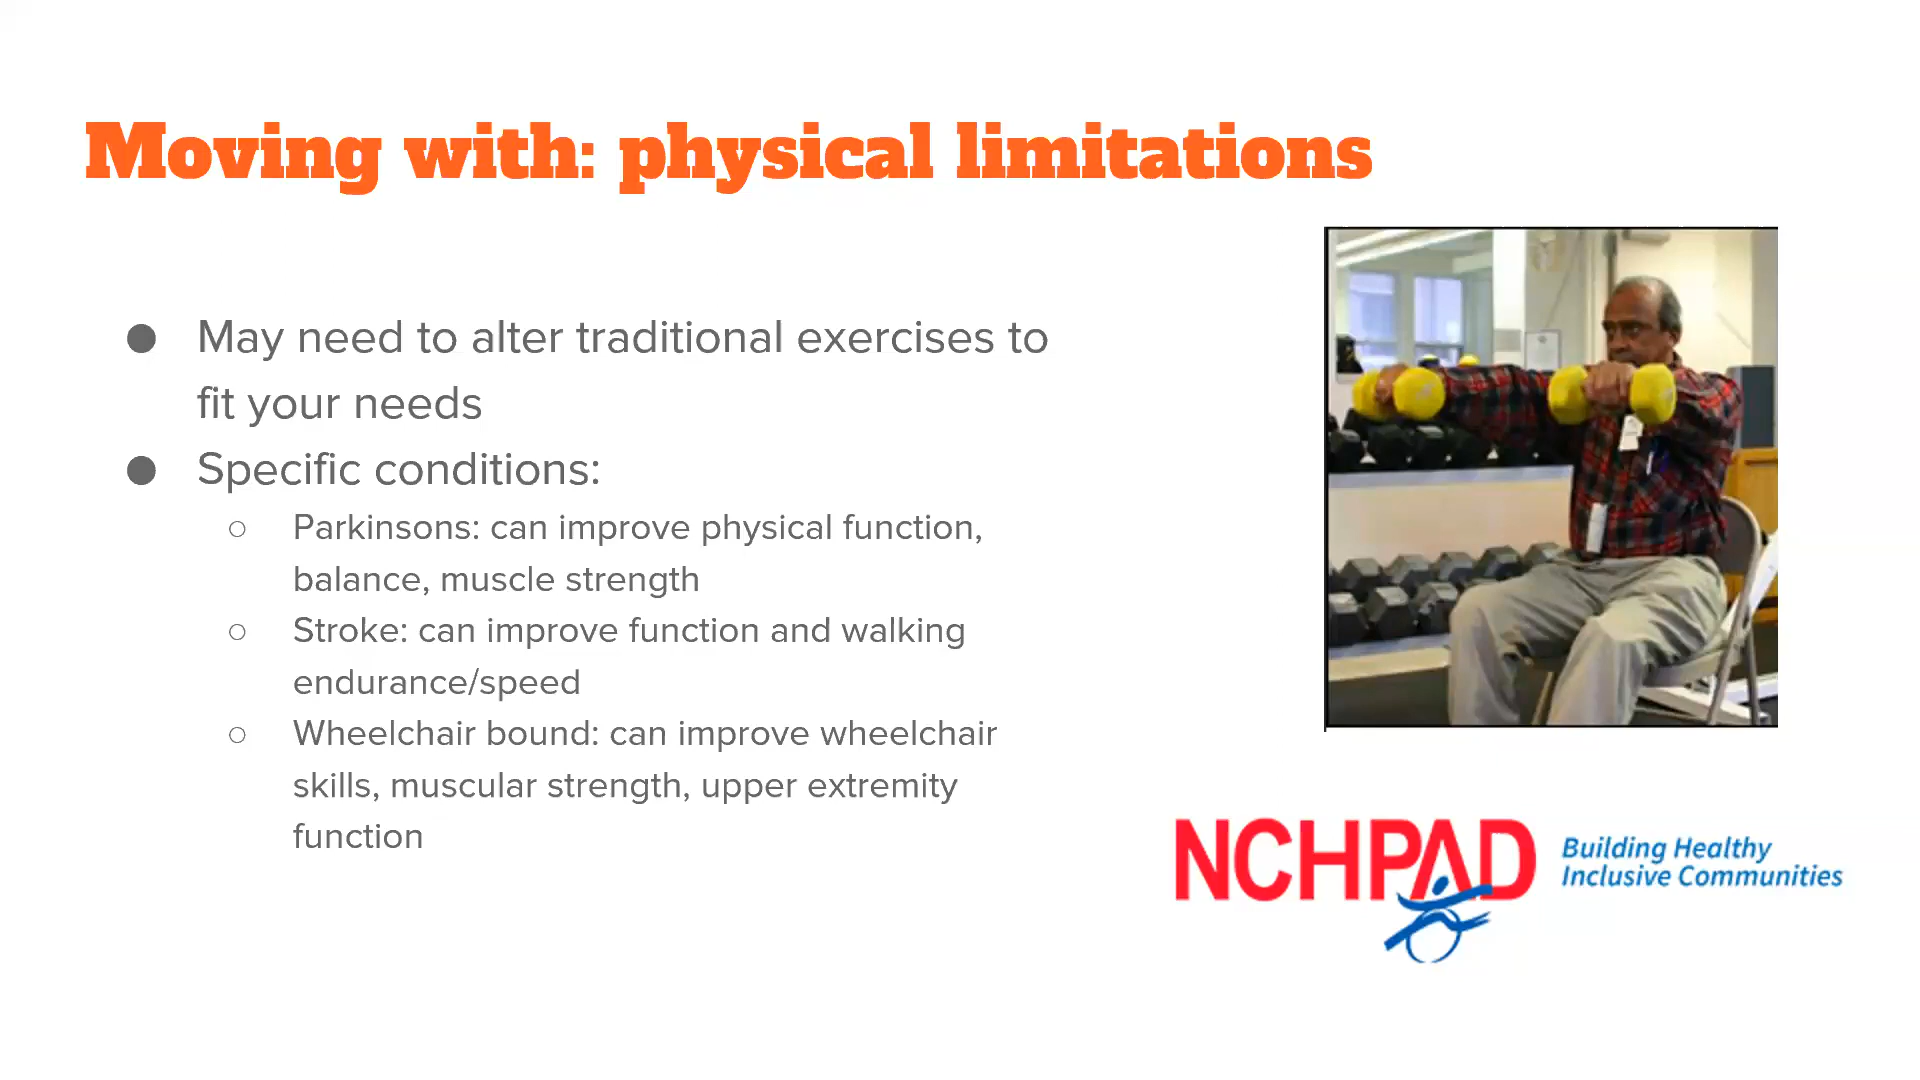 Moving with: physical limitations
● May need to alter traditional exercises to
fit your needs
● Specific conditions:
○ Parkinsons: can improve physical function,
balance, muscle strength
○ Stroke: can improve function and walking
endurance/speed
○ Wheelchair bound: can improve wheelchair
skills, muscular strength, upper extremity
function
NCHPAD
Building Healthy
Inclusive Communities